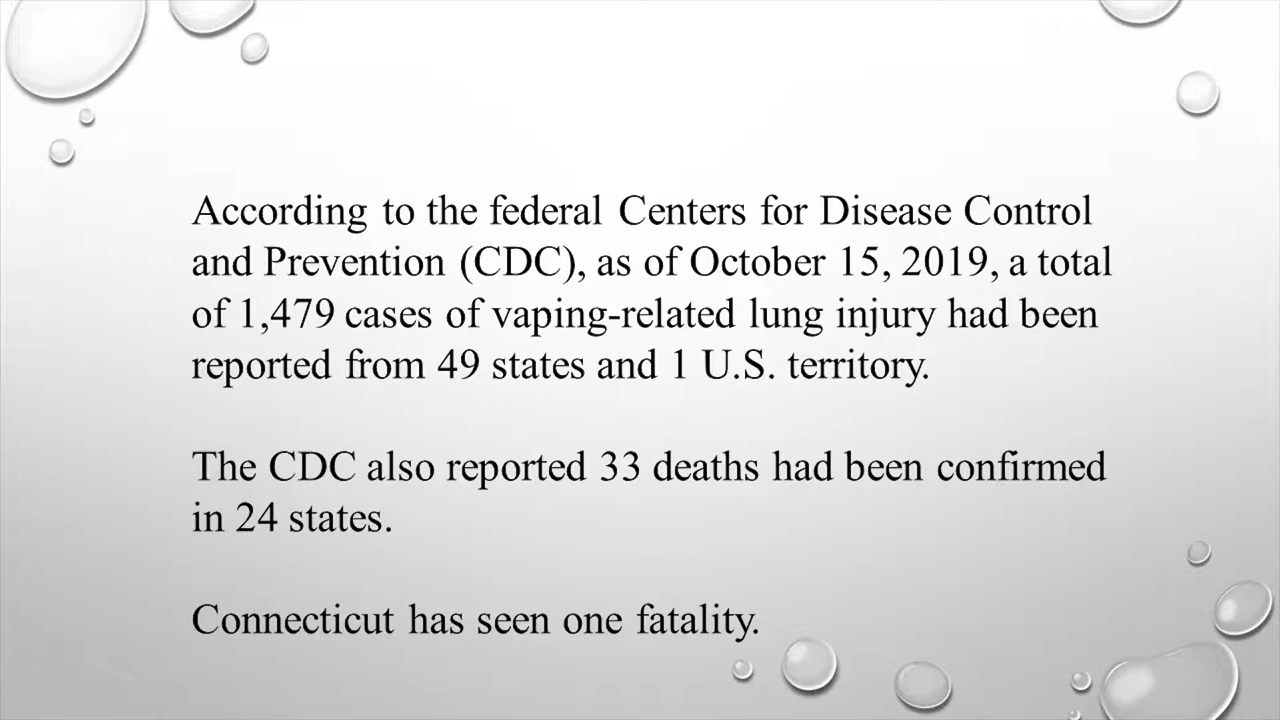 According to the federal Centers for Disease Control
and Prevention (CDC), as of October 15, 2019, a total
of 1,479 cases of vaping-related lung injury had been
reported from 49 states and 1 U.S. territory.
The CDC also reported 33 deaths had been confirmed
in 24 states.
Connecticut has seen one fatality.